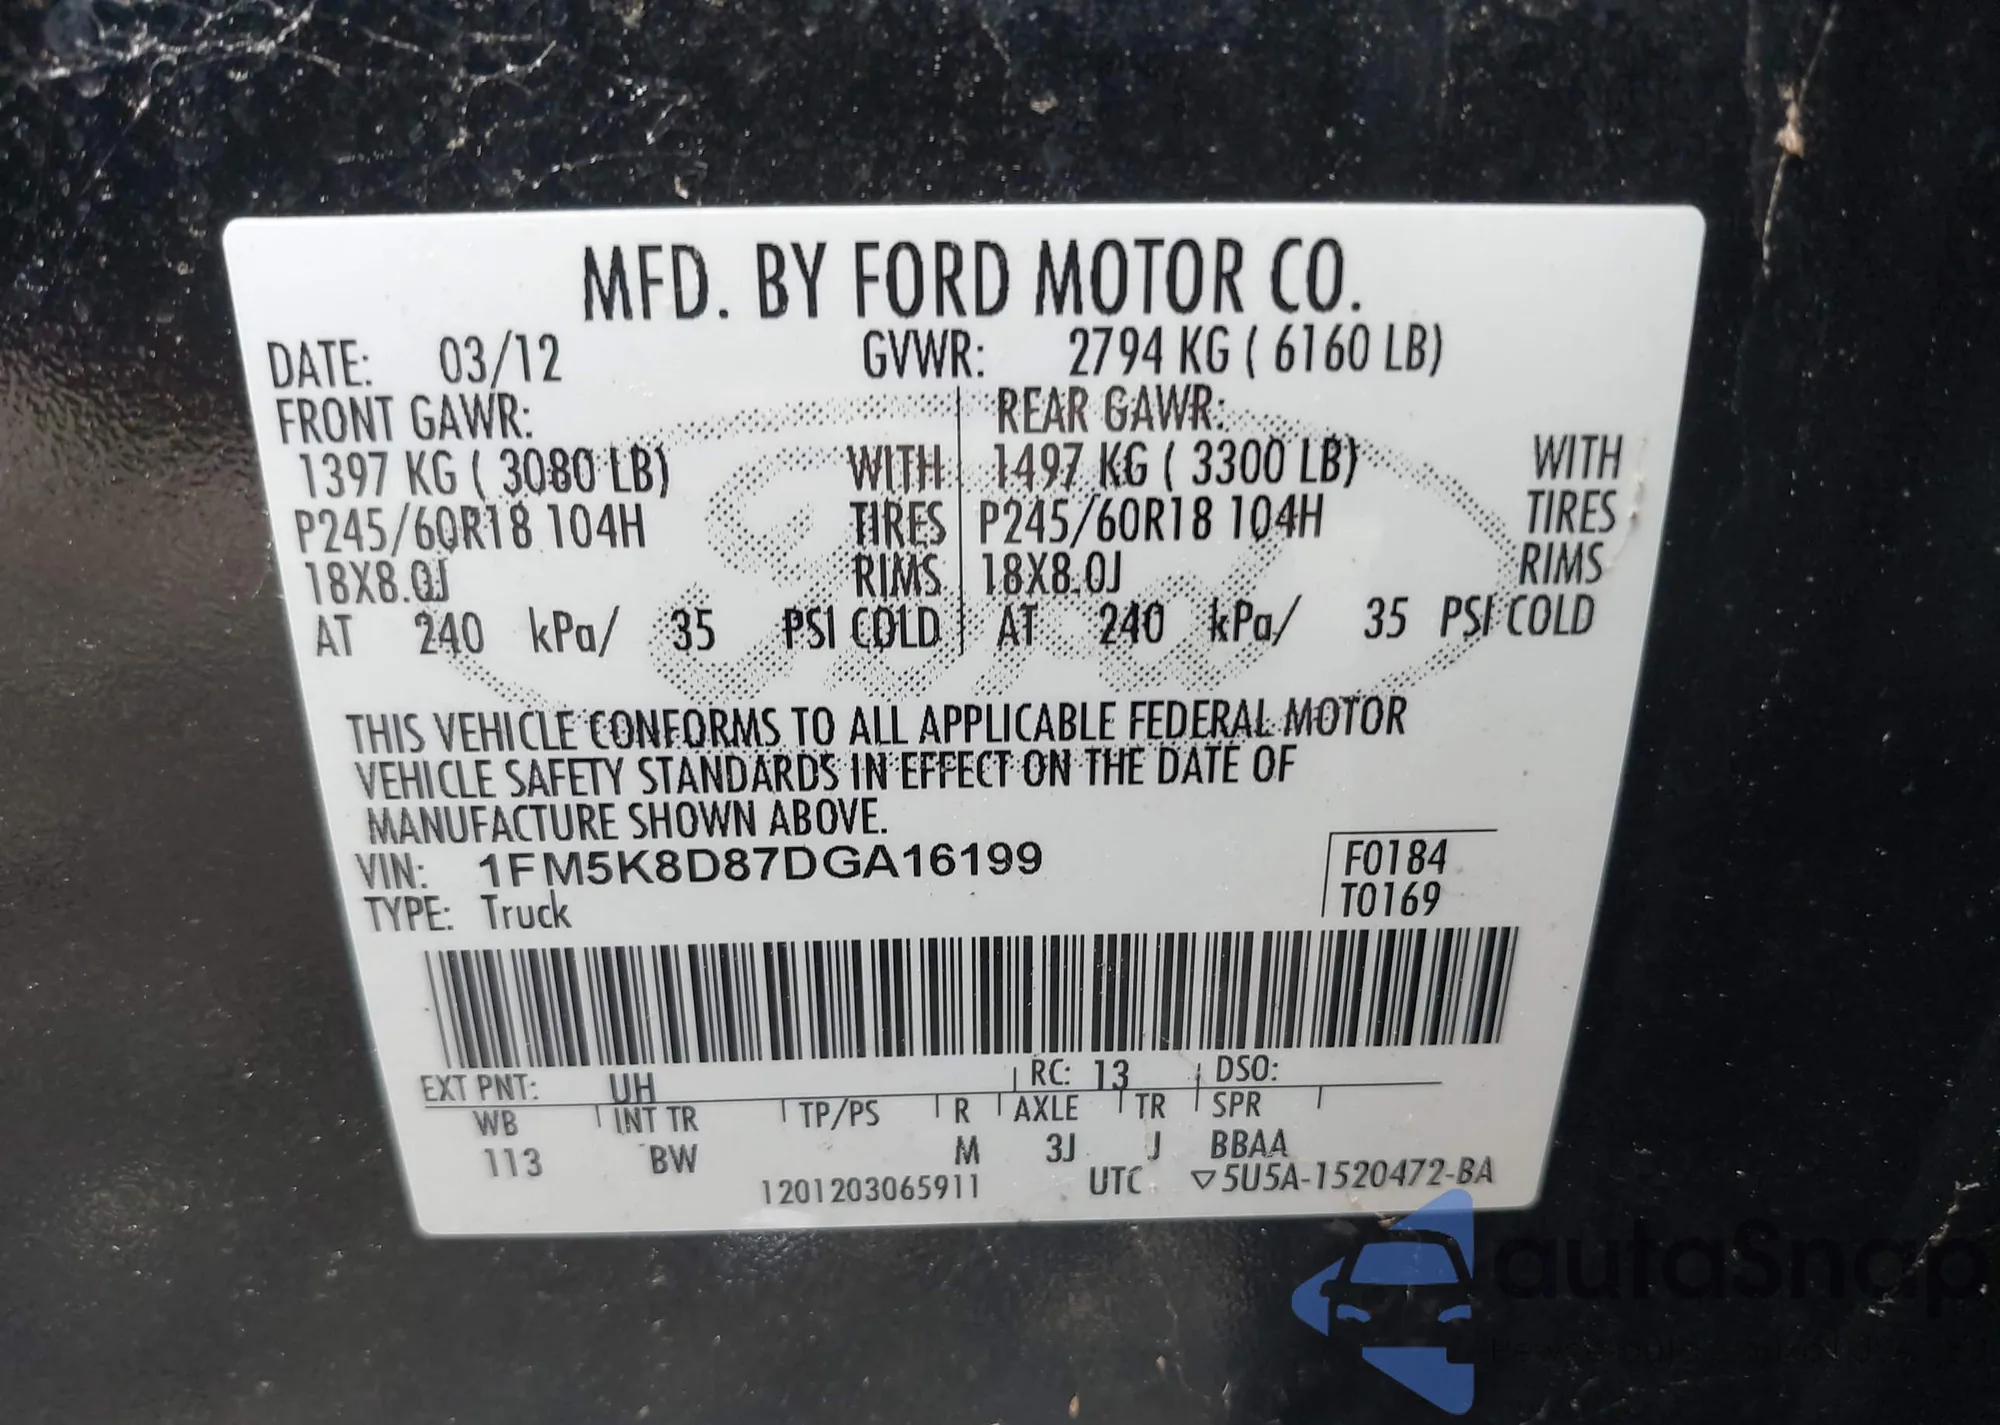 MFD. BY FORD MOTOR CO.
DATE: 03/12 GVWR: 2794 KG ( 6160 LB)
FRONT GAWR: REAR GAWR:
1397 KG ( 3080 LB) WITH 1497 KG ( 3300 LB) WITH
P245/60R18 104H TIRES P245/60R18 104H TIRES
18X8.0J RIMS 18X8.0J RIMS
AT 240 kPa/ 35 PSI COLD AT 240 kPa/ 35 PSI COLD
THIS VEHICLE CONFORMS TO ALL APPLICABLE FEDERAL MOTOR
VEHICLE SAFETY STANDARDS IN EFFECT ON THE DATE OF
MANUFACTURE SHOWN ABOVE.
VIN: 1FM5K8D87DGA16199 F0184
TYPE: Truck T0169
EXT PNT: UH RC: 13 DSO:
WB INT TR TP/PS R AXLE TR SPR
113 BW M 3J J BBAA
1201203065911 UTC ▽5U5A-1520472-BA
autoSnap